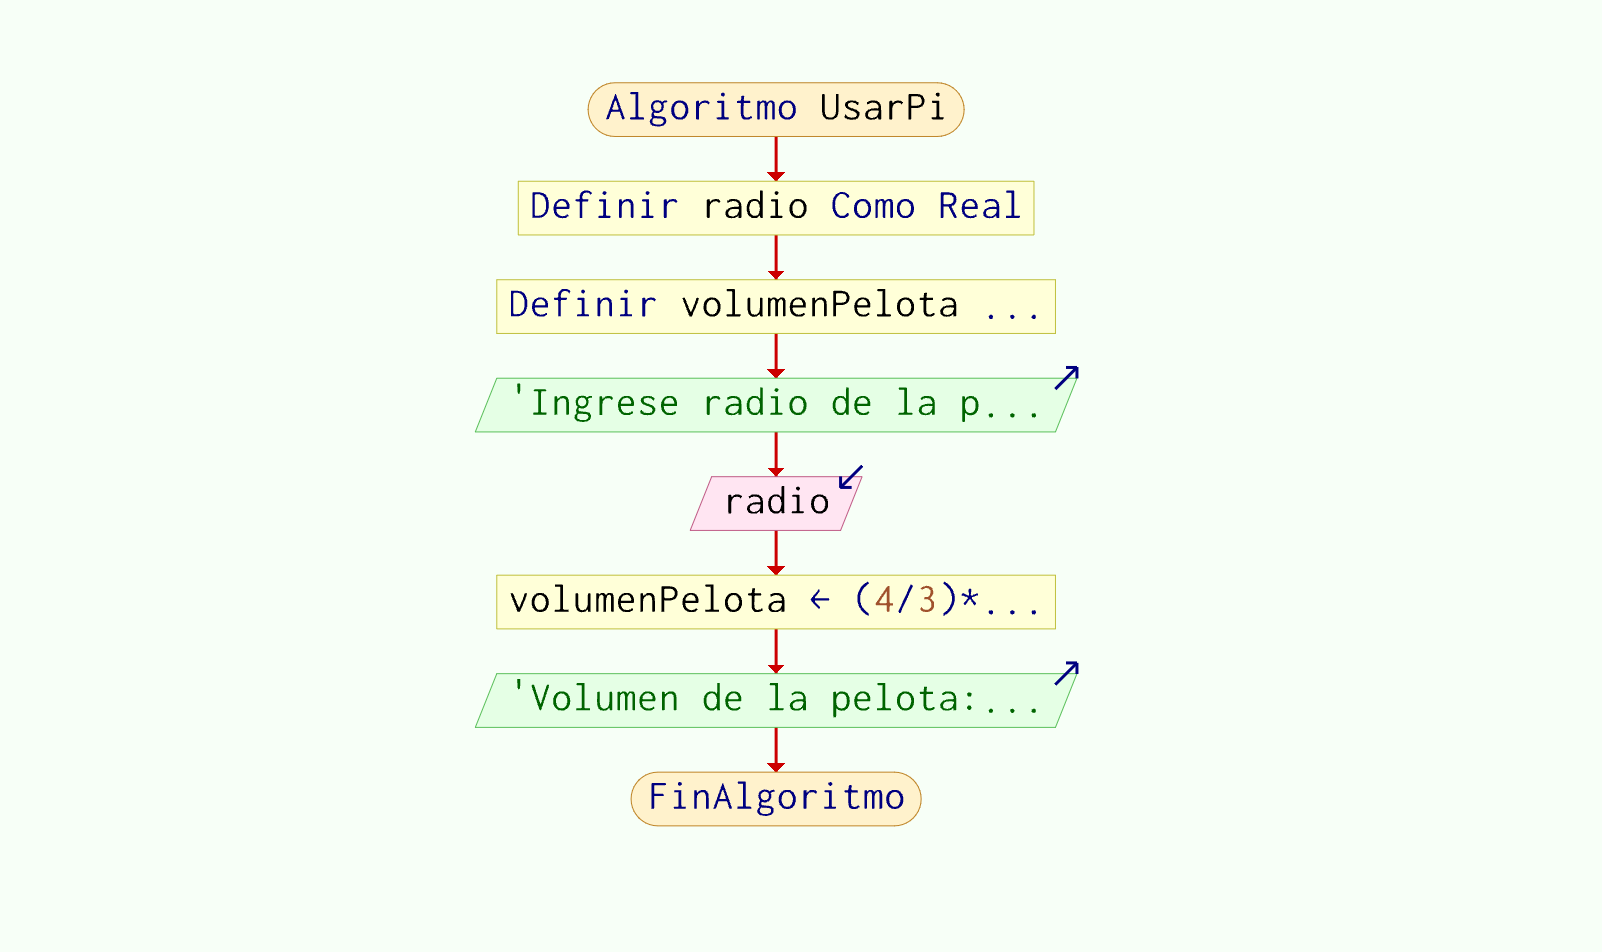 Algoritmo UsarPi
Definir radio Como Real
Definir volumenPelota ...
'Ingrese radio de la p...
radio
volumenPelota ← (4/3)*...
'Volumen de la pelota:...
FinAlgoritmo